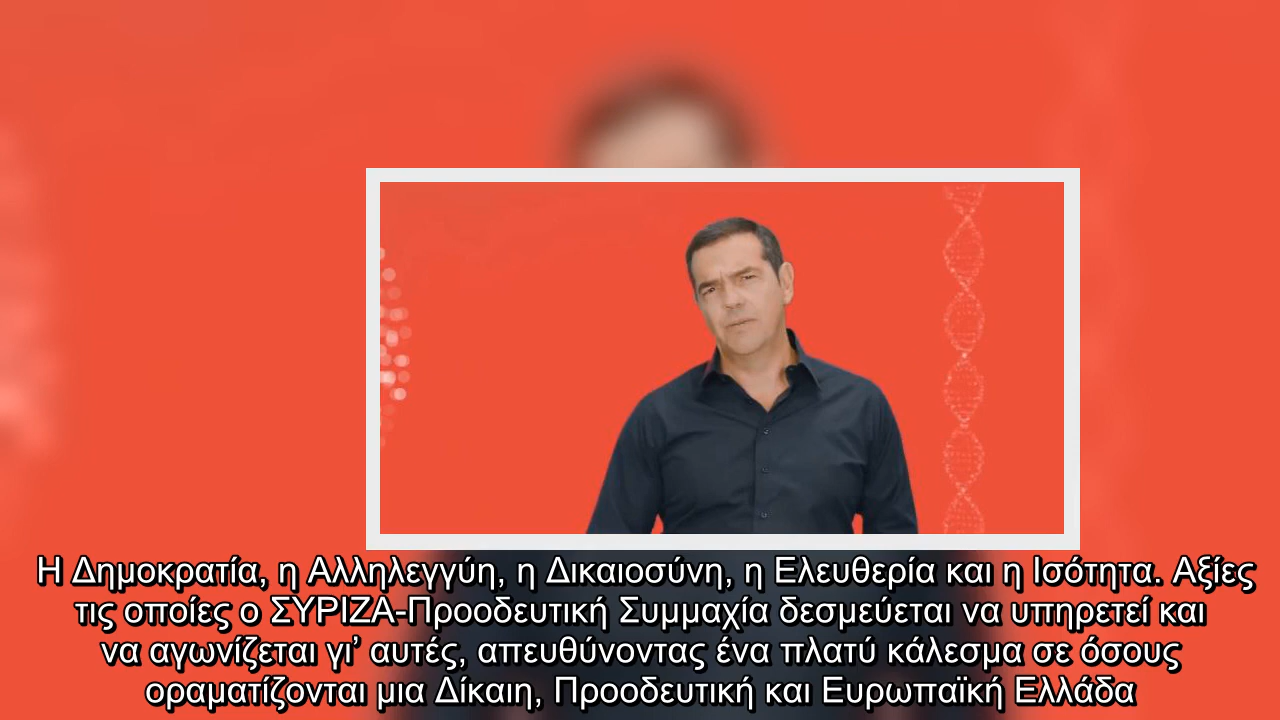 Η Δημοκρατία, η Αλληλεγγύη, η Δικαιοσύνη, η Ελευθερία και η Ισότητα. Αξίες
τις οποίες ο ΣΥΡΙΖΑ-Προοδευτική Συμμαχία δεσμεύεται να υπηρετεί και
να αγωνίζεται γι’ αυτές, απευθύνοντας ένα πλατύ κάλεσμα σε όσους
οραματίζονται μια Δίκαιη, Προοδευτική και Ευρωπαϊκή Ελλάδα